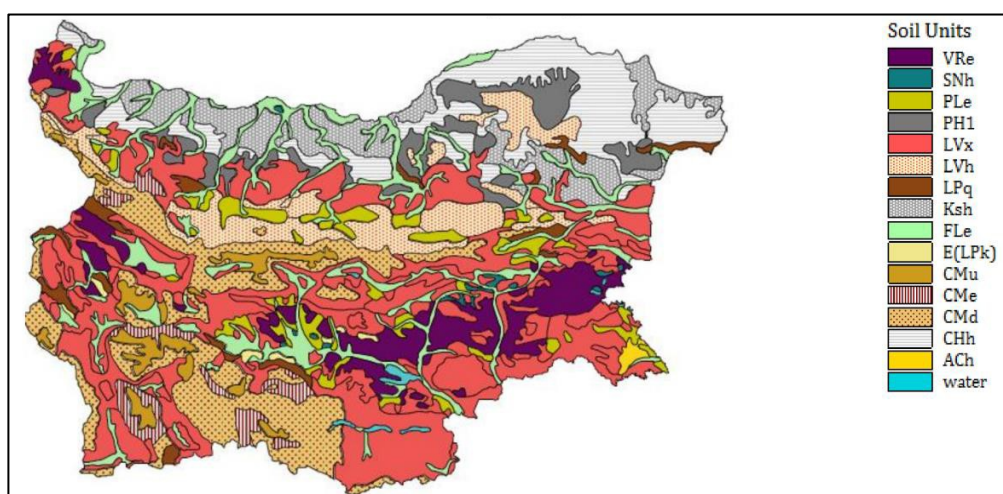 Soil Units
VRe
SNh
PLe
PH1
LVx
LVh
LPq
Ksh
FLe
E(LPk)
CMu
CMe
CMd
CHh
ACh
water